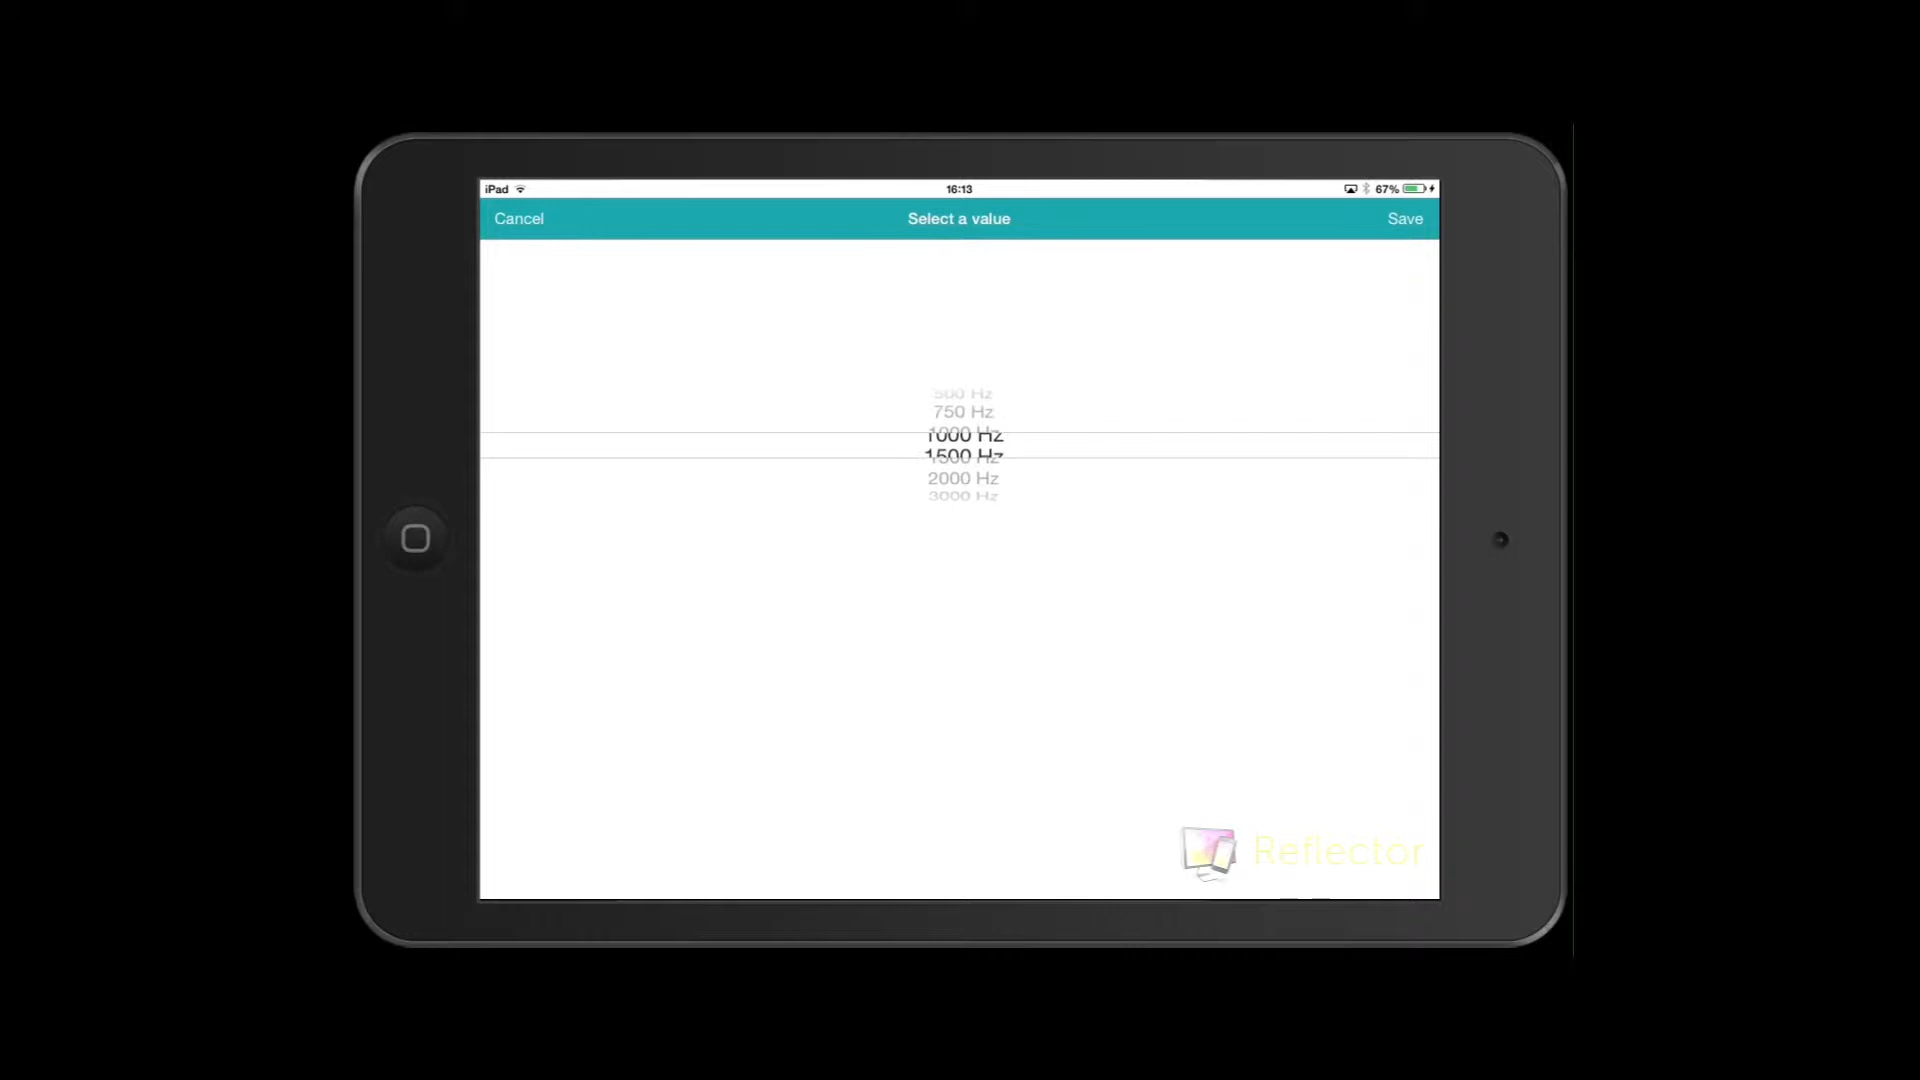 iPad 16:13 67%
Cancel Select a value Save
500 Hz
750 Hz
1000 Hz
1500 Hz
2000 Hz
3000 Hz
Reflector